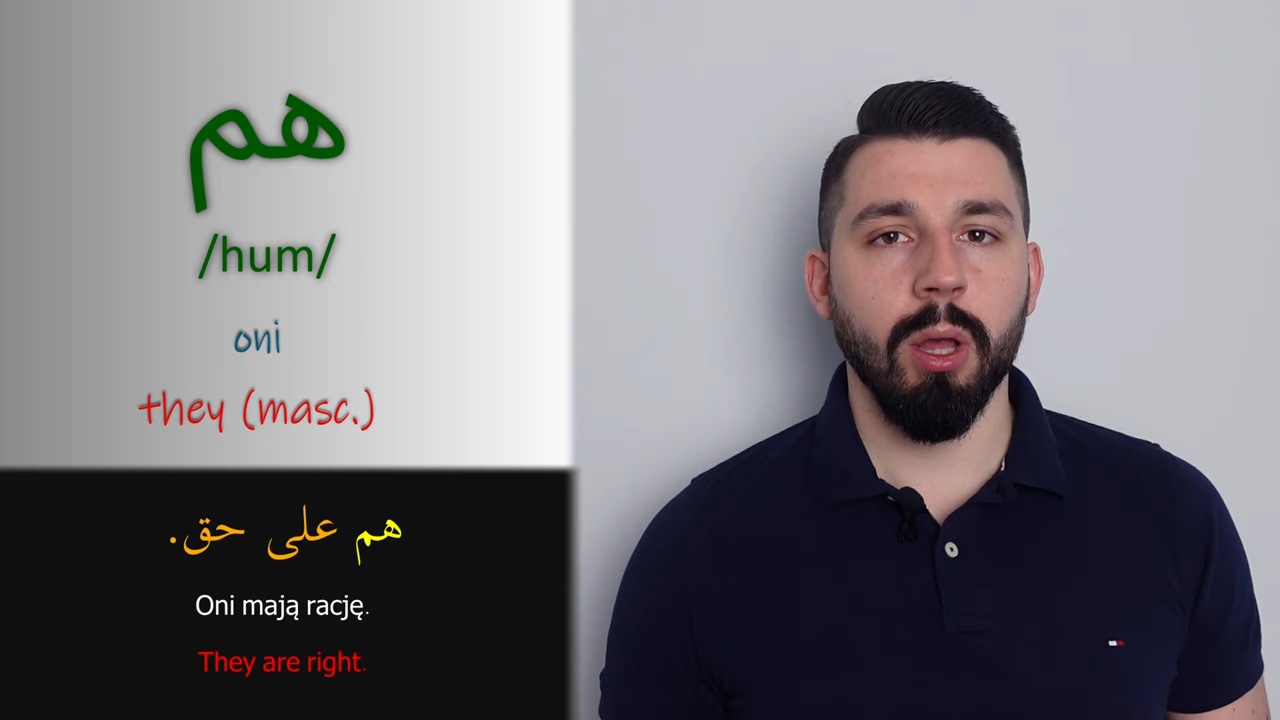 هم
/hum/
oni
they (masc.)
هم على حق.
Oni mają rację.
They are right.